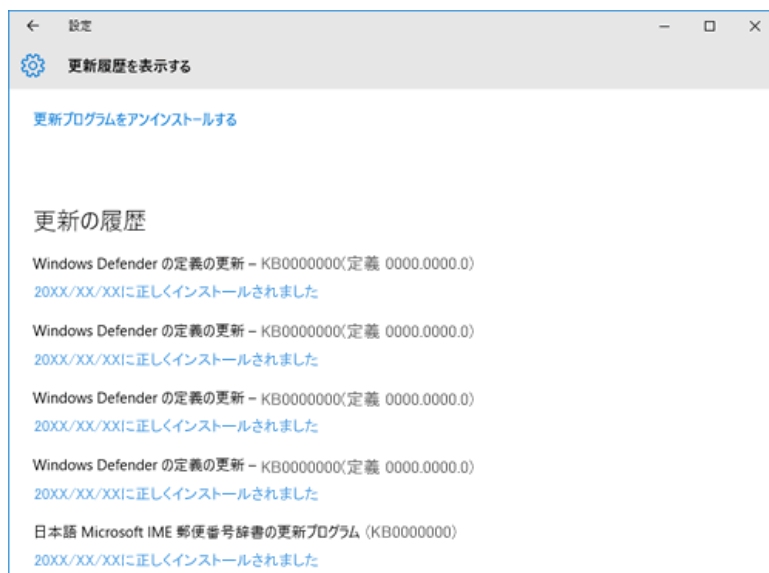 設定
更新履歴を表示する
更新プログラムをアンインストールする
更新の履歴
Windows Defender の定義の更新 – KB0000000(定義 0000.0000.0)
20XX/XX/XXに正しくインストールされました
Windows Defender の定義の更新 – KB0000000(定義 0000.0000.0)
20XX/XX/XXに正しくインストールされました
Windows Defender の定義の更新 – KB0000000(定義 0000.0000.0)
20XX/XX/XXに正しくインストールされました
Windows Defender の定義の更新 – KB0000000(定義 0000.0000.0)
20XX/XX/XXに正しくインストールされました
日本語 Microsoft IME 郵便番号辞書の更新プログラム (KB0000000)
20XX/XX/XXに正しくインストールされました